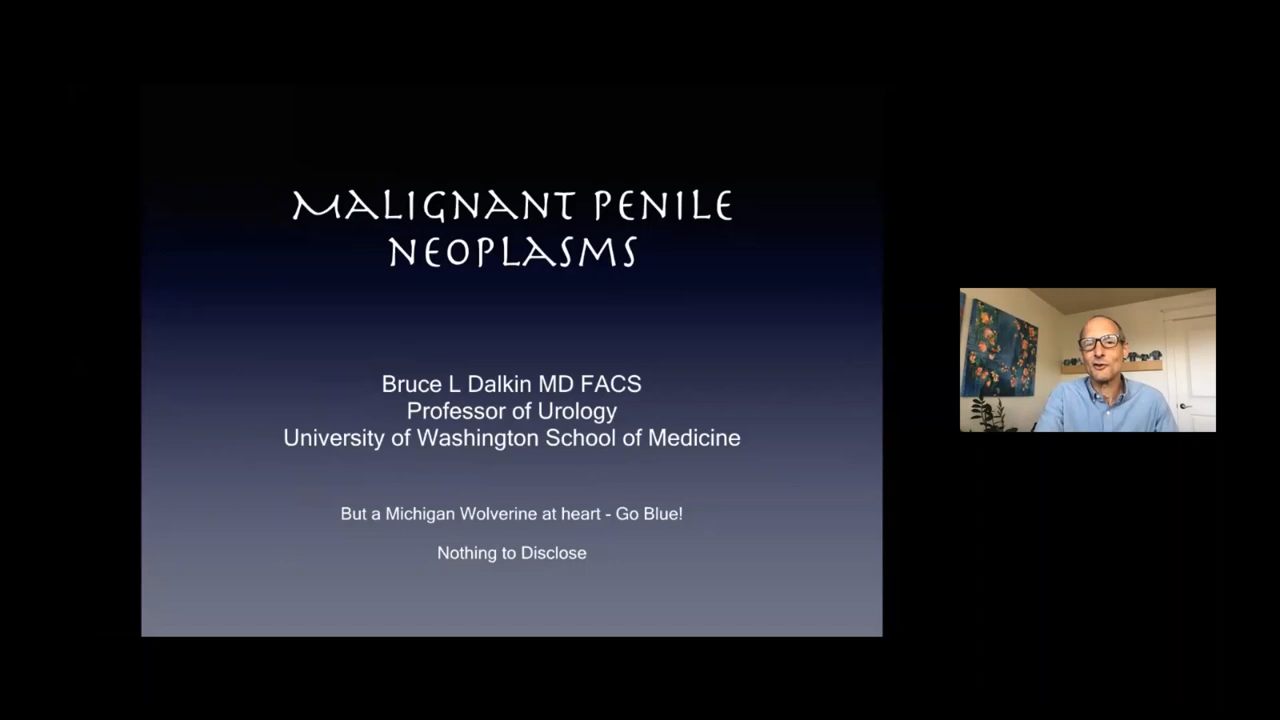 MALIGNANT PENILE
NEOPLASMS
Bruce L Dalkin MD FACS
Professor of Urology
University of Washington School of Medicine
But a Michigan Wolverine at heart - Go Blue!
Nothing to Disclose